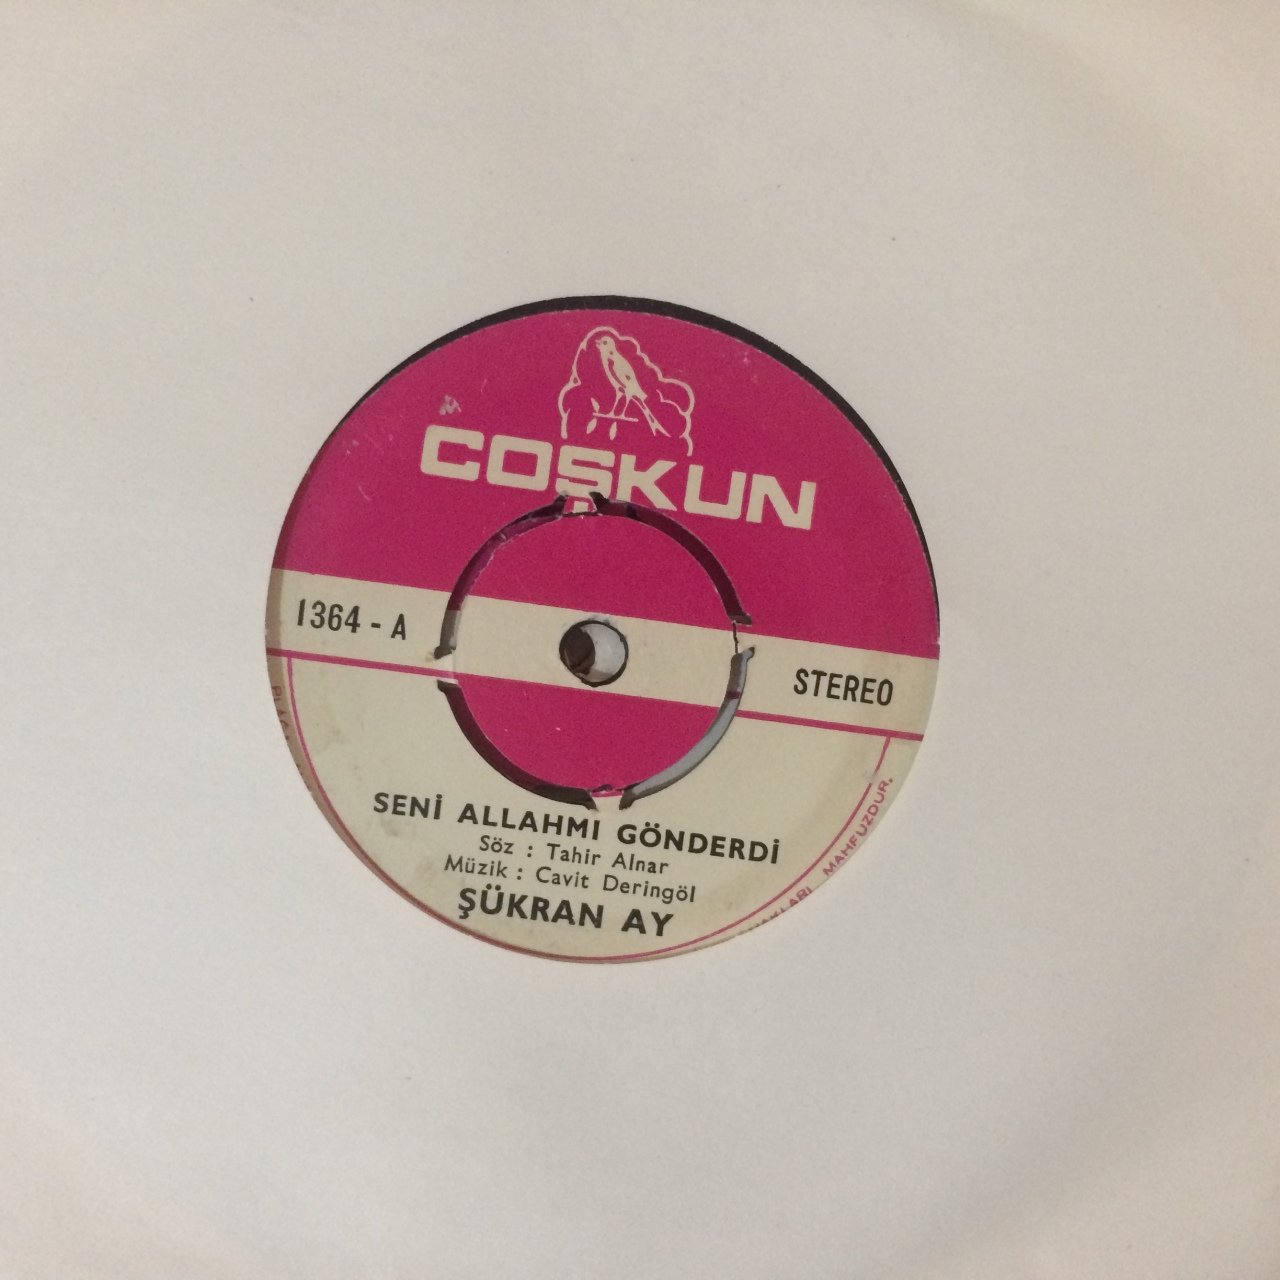 COŞKUN
1364 - A
STEREO
SENİ ALLAHMI GÖNDERDİ
Söz : Tahir Alnar
Müzik : Cavit Deringöl
ŞÜKRAN AY
MAHFUZDUR.